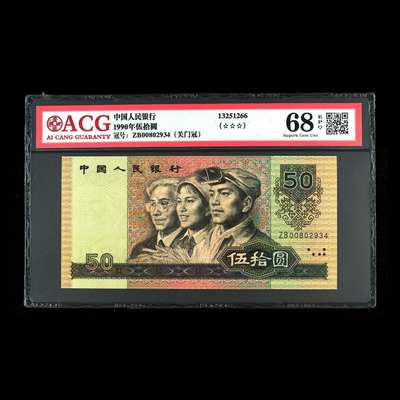 ACG
AI CANG GUARANTY
中国人民银行
1990年伍拾圆
冠号：ZB00802934（关门冠）
13251266
（☆☆☆）
68 EPQ
Superb Gem Unc
中国人民银行
50
ZB00802934
50
伍拾圆